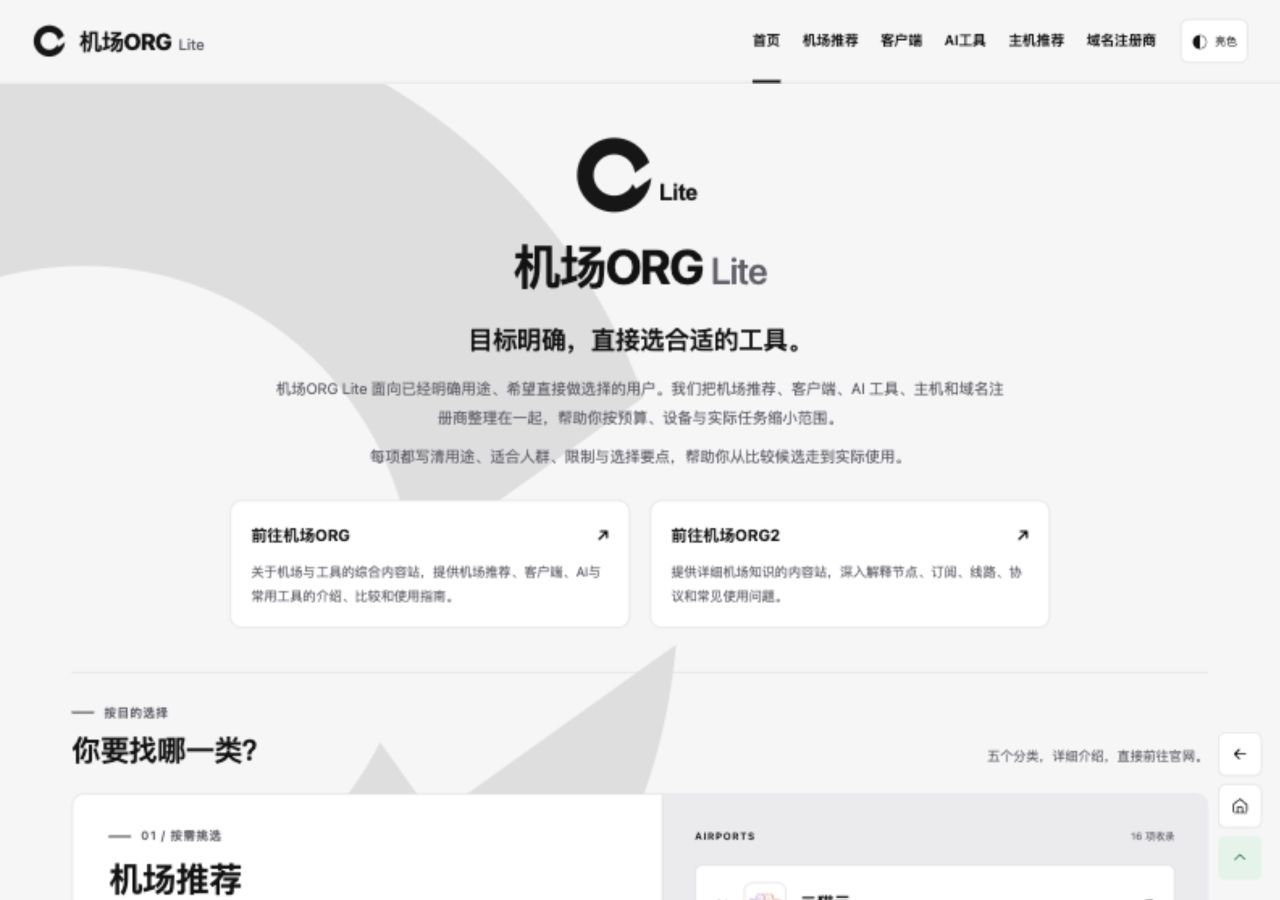 机场ORG Lite
首页 机场推荐 客户端 AI工具 主机推荐 域名注册商 亮色
Lite
机场ORG Lite
目标明确，直接选合适的工具。
机场ORG Lite 面向已经明确用途、希望直接做选择的用户。我们把机场推荐、客户端、AI 工具、主机和域名注
册商整理在一起，帮助你按预算、设备与实际任务缩小范围。
每项都写清用途、适合人群、限制与选择要点，帮助你从比较候选走到实际使用。
前往机场ORG
关于机场与工具的综合内容站，提供机场推荐、客户端、AI与
常用工具的介绍、比较和使用指南。
前往机场ORG2
提供详细机场知识的内容站，深入解释节点、订阅、线路、协
议和常见使用问题。
按目的选择
你要找哪一类？
五个分类，详细介绍，直接前往官网。
01 / 按需挑选
机场推荐
AIRPORTS
16 项收录